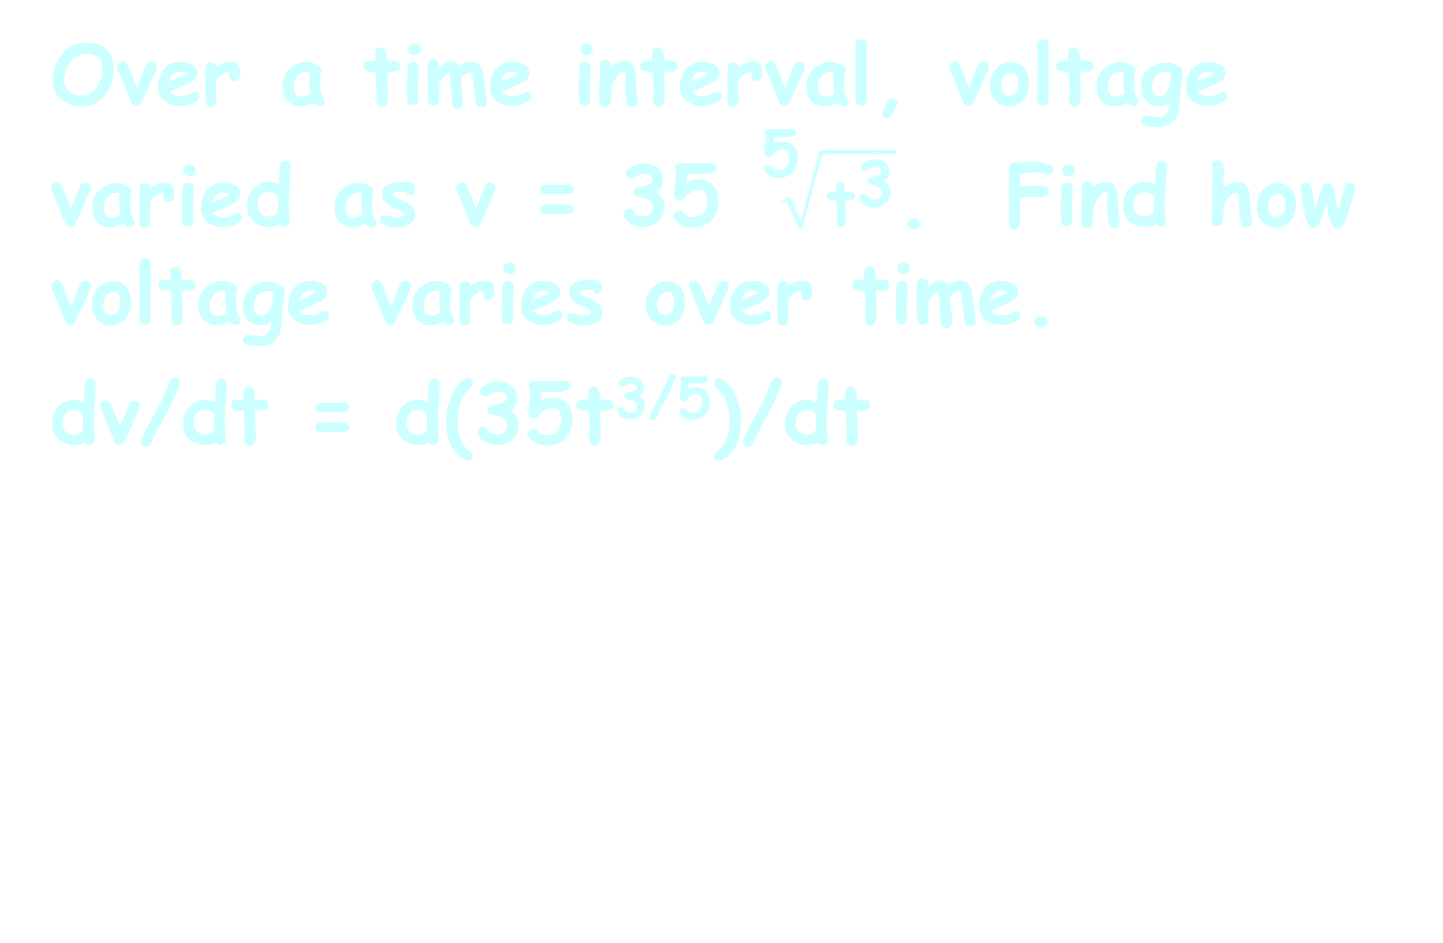 Over a time interval, voltage
varied as v = 35 ⁵√t³. Find how
voltage varies over time.
dv/dt = d(35t³/⁵)/dt